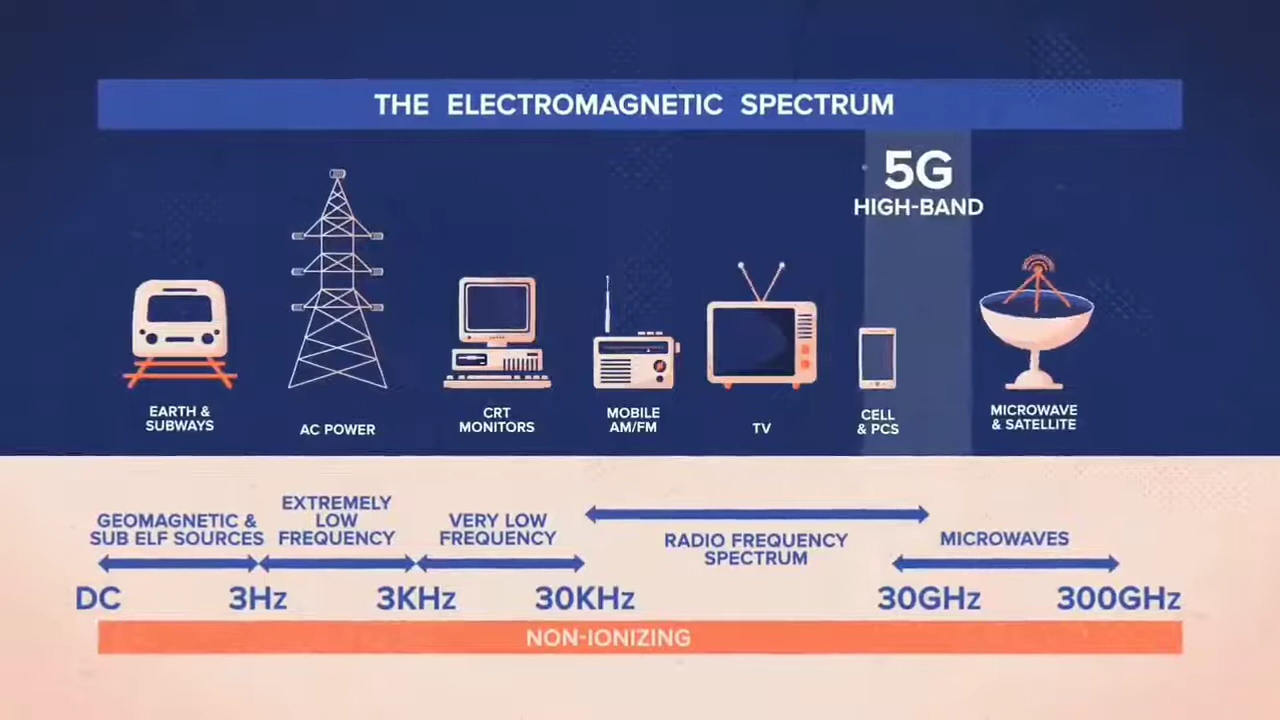 THE ELECTROMAGNETIC SPECTRUM
5G
HIGH-BAND
EARTH &
SUBWAYS
AC POWER
CRT
MONITORS
MOBILE
AM/FM
TV
CELL
& PCS
MICROWAVE
& SATELLITE
GEOMAGNETIC &
SUB ELF SOURCES
EXTREMELY
LOW
FREQUENCY
VERY LOW
FREQUENCY
RADIO FREQUENCY
SPECTRUM
MICROWAVES
DC
3Hz
3KHz
30KHz
30GHz
300GHz
NON-IONIZING